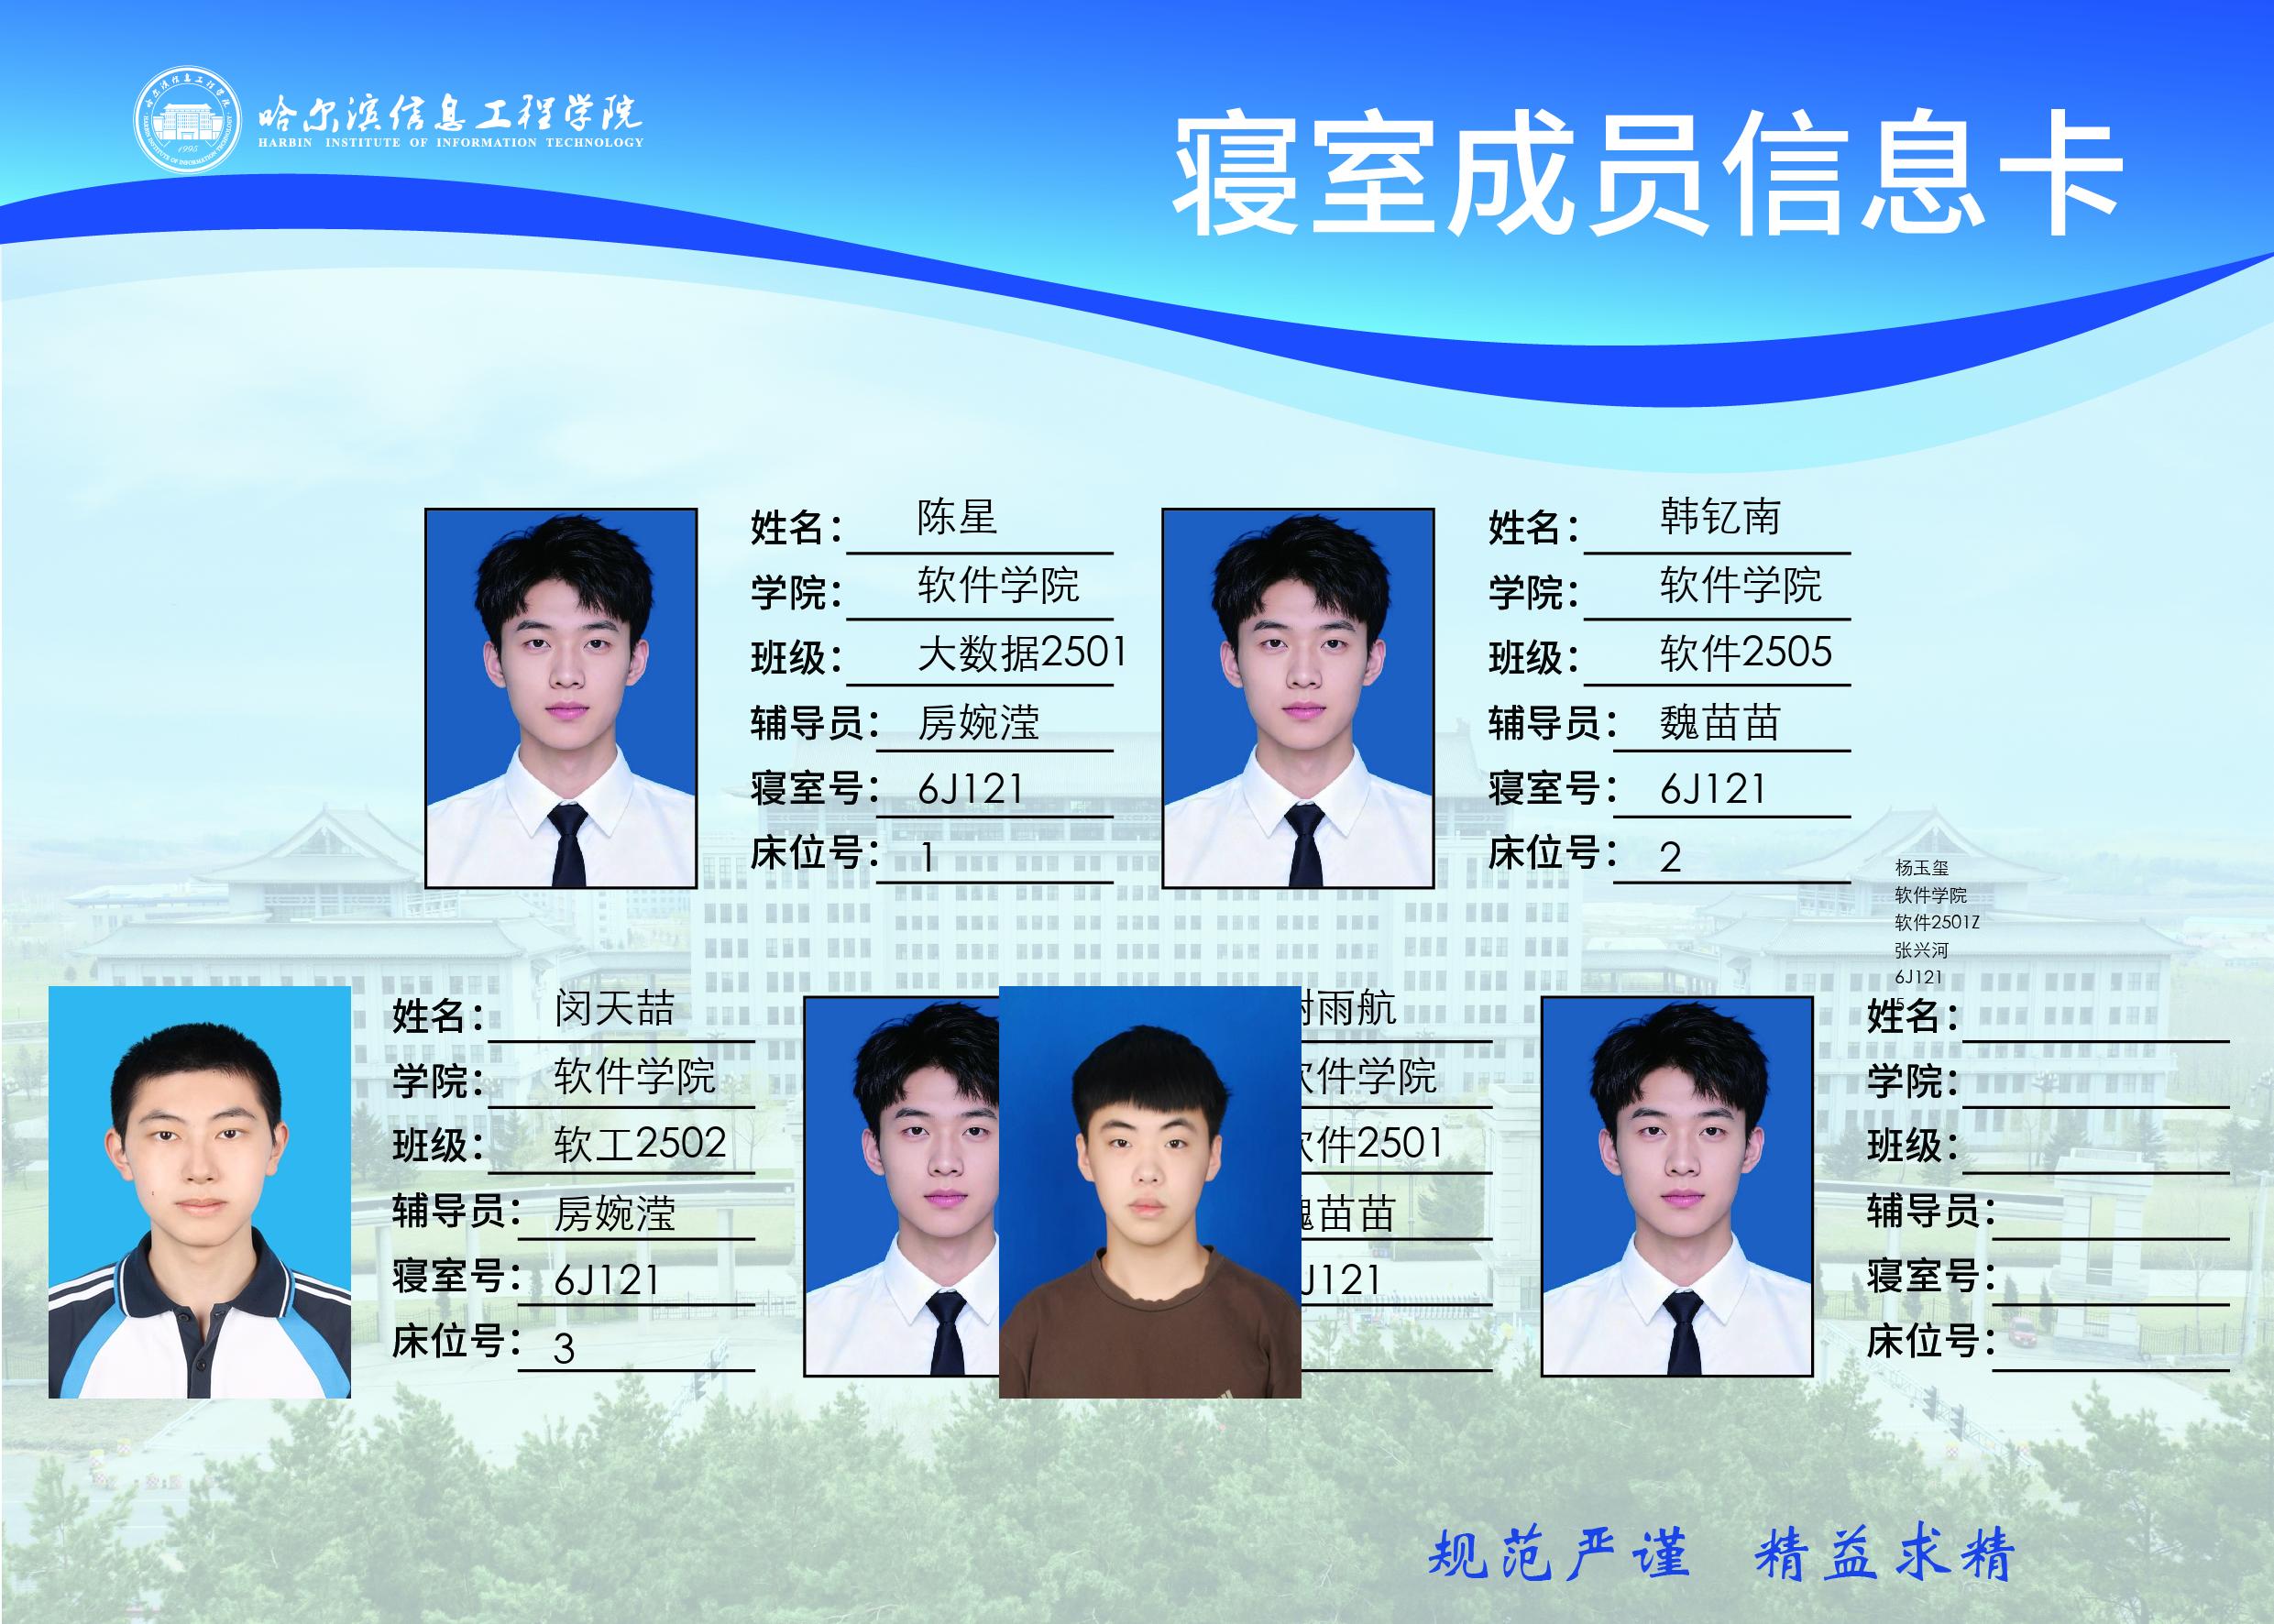 哈尔滨信息工程学院
HARBIN INSTITUTE OF INFORMATION TECHNOLOGY
1995
寝室成员信息卡
姓名: 陈星
学院: 软件学院
班级: 大数据2501
辅导员: 房婉滢
寝室号: 6J121
床位号: 1
姓名: 韩钇南
学院: 软件学院
班级: 软件2505
辅导员: 魏苗苗
寝室号: 6J121
床位号: 2
姓名: 闵天喆
学院: 软件学院
班级: 软工2502
辅导员: 房婉滢
寝室号: 6J121
床位号: 3
雨航
件学院
件2501
苗苗
J121
杨玉玺
软件学院
软件2501Z
张兴河
6J121
姓名:
学院:
班级:
辅导员:
寝室号:
床位号:
规范严谨 精益求精